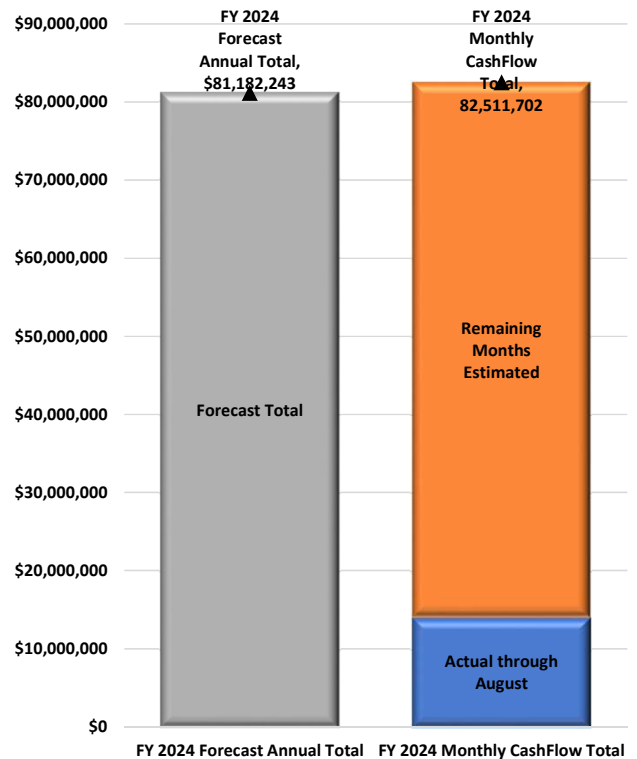 $90,000,000
$80,000,000
$70,000,000
$60,000,000
$50,000,000
$40,000,000
$30,000,000
$20,000,000
$10,000,000
$0
FY 2024
Forecast
Annual Total,
$81,182,243
FY 2024
Monthly
CashFlow
Total,
82,511,702
Forecast Total
Remaining
Months
Estimated
Actual through
August
FY 2024 Forecast Annual Total
FY 2024 Monthly CashFlow Total